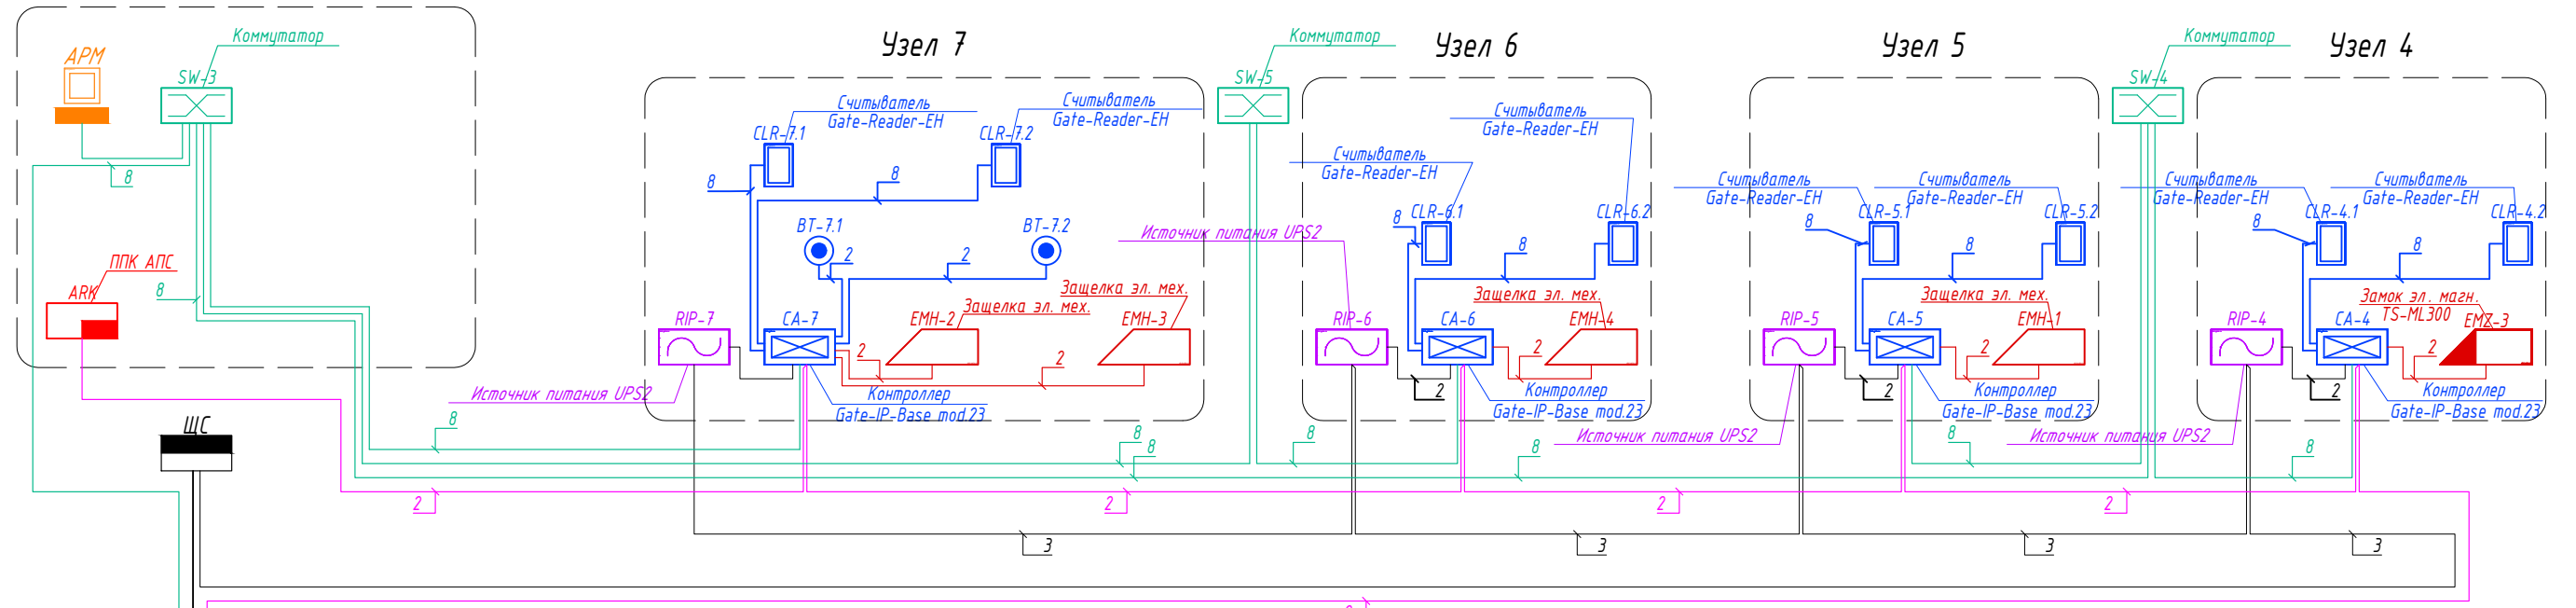 АРМ
Коммутатор
SW-3
8
ППК АПС
ARK
8
ЩС
Узел 7
Считыватель
Gate-Reader-EH
Считыватель
Gate-Reader-EH
CLR-7.1
CLR-7.2
8
8
BT-7.1
BT-7.2
2
2
Защелка эл. мех.
Защелка эл. мех.
RIP-7
CA-7
EMH-2
EMH-3
2
2
Источник питания UPS2
Контроллер
Gate-IP-Base mod.23
Коммутатор
SW-5
Узел 6
Считыватель
Gate-Reader-EH
Считыватель
Gate-Reader-EH
8
CLR-6.1
CLR-6.2
Источник питания UPS2
8
Защелка эл. мех.
RIP-6
CA-6
EMH-4
2
2
Контроллер
Gate-IP-Base mod.23
Узел 5
Считыватель
Gate-Reader-EH
Считыватель
Gate-Reader-EH
8
CLR-5.1
CLR-5.2
8
Защелка эл. мех.
RIP-5
CA-5
EMH-1
2
2
Контроллер
Gate-IP-Base mod.23
Источник питания UPS2
Коммутатор
SW-4
Узел 4
Считыватель
Gate-Reader-EH
Считыватель
Gate-Reader-EH
8
CLR-4.1
CLR-4.2
8
Замок эл. магн.
TS-ML300
RIP-4
CA-4
EMZ-3
2
2
Контроллер
Gate-IP-Base mod.23
Источник питания UPS2
8
8
8
8
8
8
8
2
2
2
2
3
3
3
3